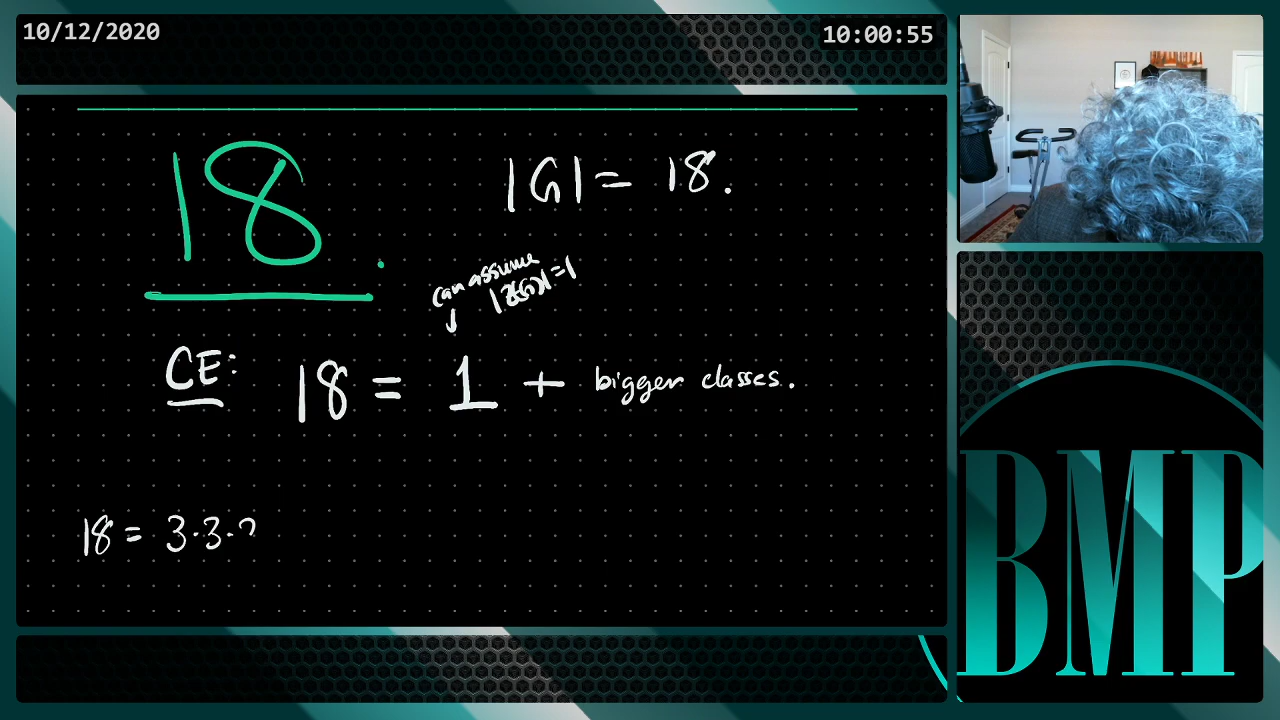 10/12/2020
10:00:55
18.
|G| = 18.
can assume
|Z(G)| = 1
CE: 18 = 1 + bigger classes.
18 = 3·3·2
BMP